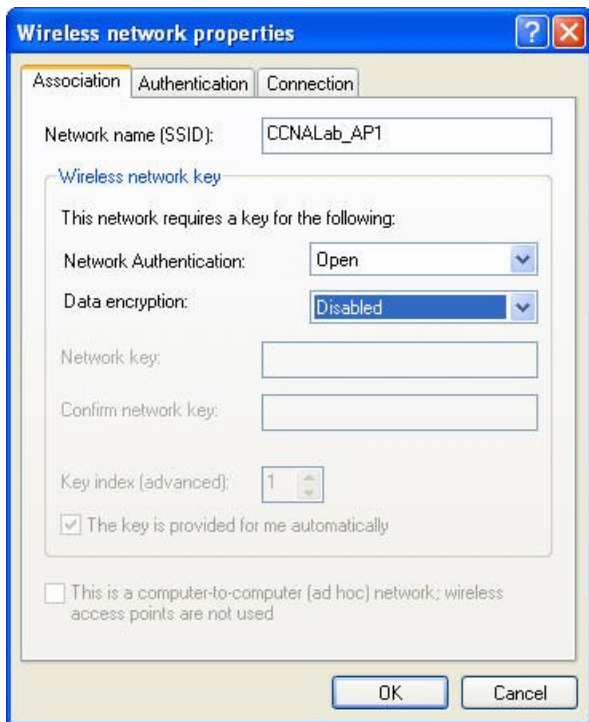 Wireless network properties
Association Authentication Connection
Network name (SSID): CCNALab_AP1
Wireless network key
This network requires a key for the following:
Network Authentication: Open
Data encryption: Disabled
Network key:
Confirm network key:
Key index (advanced): 1
The key is provided for me automatically
This is a computer-to-computer (ad hoc) network; wireless
access points are not used
OK Cancel